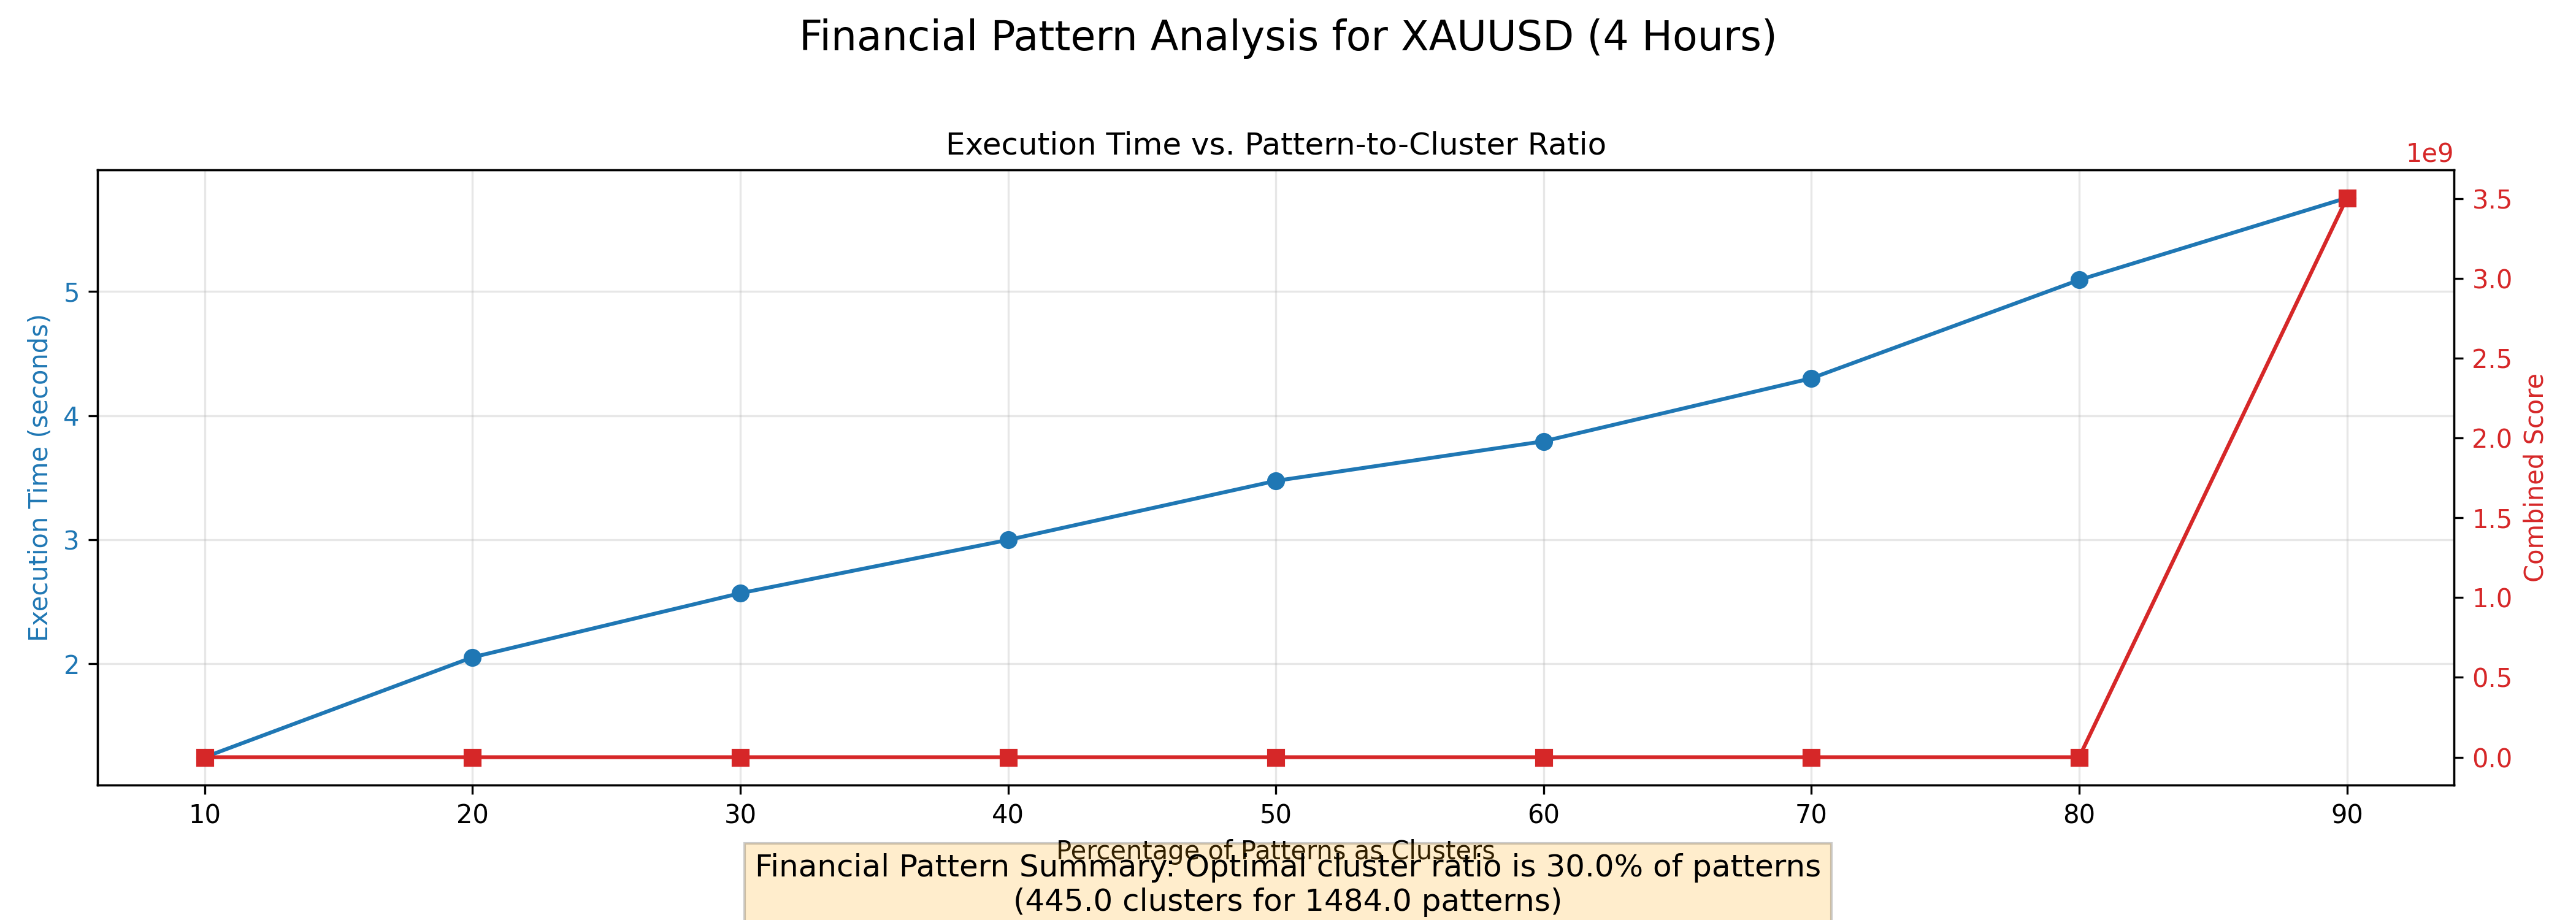 Financial Pattern Analysis for XAUUSD (4 Hours)
Execution Time vs. Pattern-to-Cluster Ratio
1e9
Execution Time (seconds)
5
4
3
2
3.5
3.0
2.5
2.0
1.5
1.0
0.5
0.0
Combined Score
10 20 30 40 50 60 70 80 90
Percentage of Patterns as Clusters
Financial Pattern Summary: Optimal cluster ratio is 30.0% of patterns
(445.0 clusters for 1484.0 patterns)